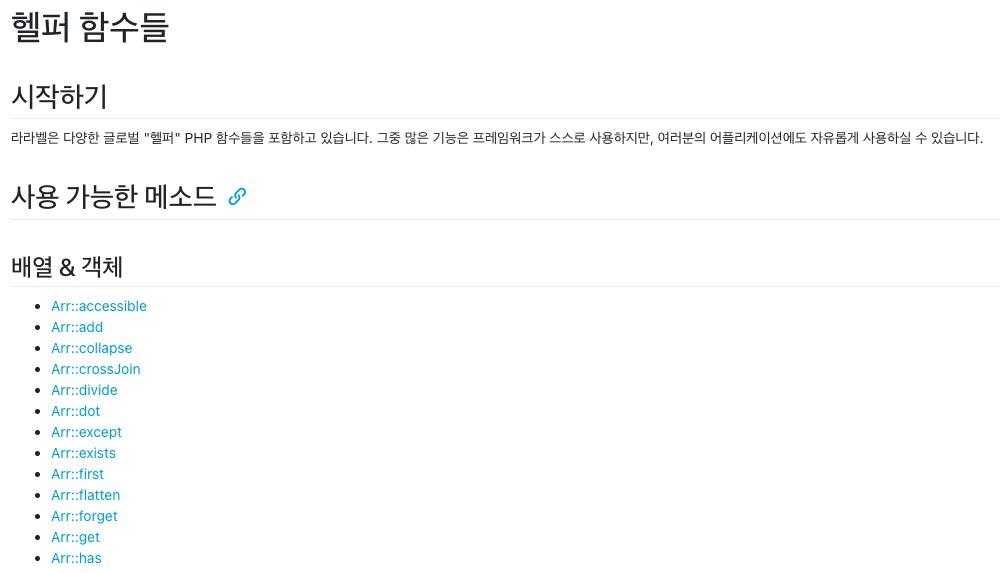 헬퍼 함수들
시작하기
라라벨은 다양한 글로벌 "헬퍼" PHP 함수들을 포함하고 있습니다. 그중 많은 기능은 프레임워크가 스스로 사용하지만, 여러분의 어플리케이션에도 자유롭게 사용하실 수 있습니다.
사용 가능한 메소드
배열 & 객체
Arr::accessible
Arr::add
Arr::collapse
Arr::crossJoin
Arr::divide
Arr::dot
Arr::except
Arr::exists
Arr::first
Arr::flatten
Arr::forget
Arr::get
Arr::has